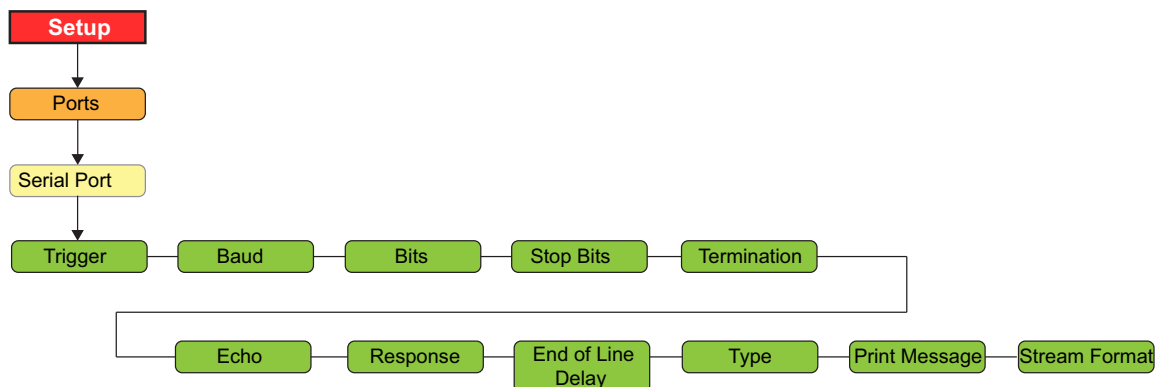 Setup
Ports
Serial Port
Trigger
Baud
Bits
Stop Bits
Termination
Echo
Response
End of Line
Delay
Type
Print Message
Stream Format